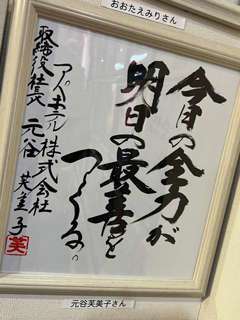 おおたえみりさん
今日の全力が
明日の最善を
つくる。
アパホテル株式会社
取締役社長 元谷芙美子
芙
元谷芙美子さん